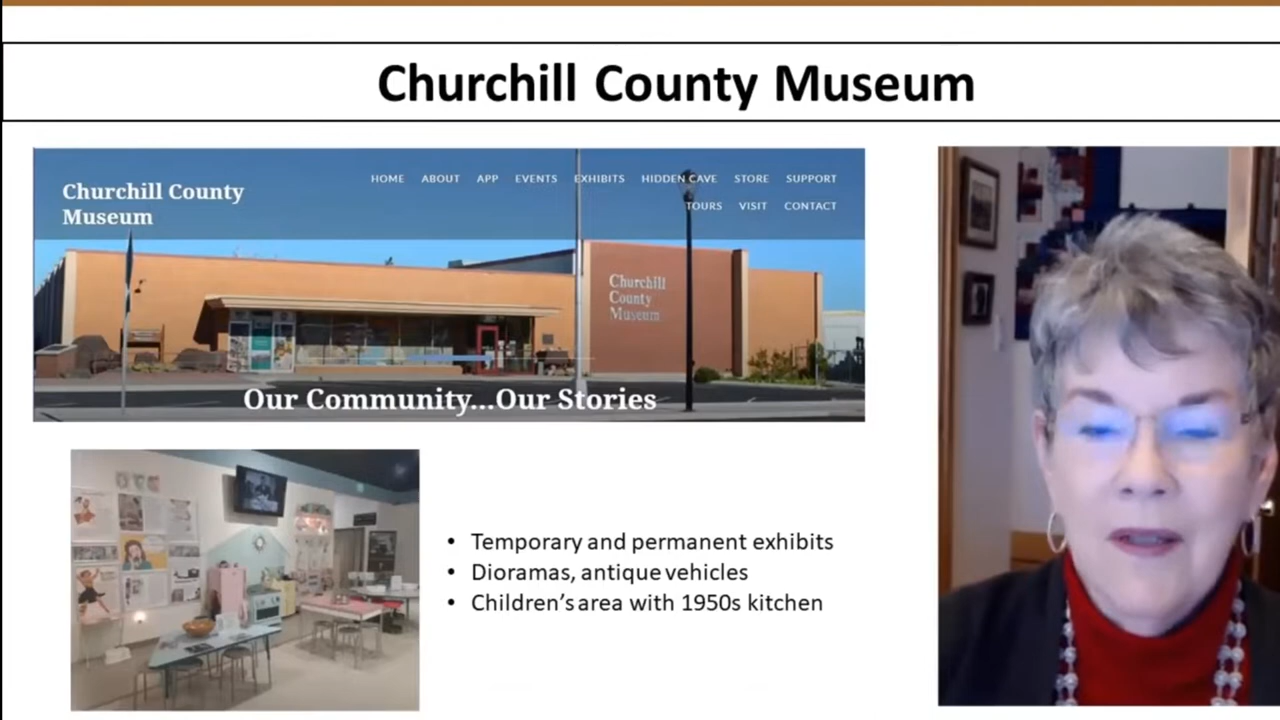 Churchill County Museum
Churchill County
Museum
HOME ABOUT APP EVENTS EXHIBITS HIDDEN CAVE STORE SUPPORT
TOURS VISIT CONTACT
Churchill
County
Museum
Our Community...Our Stories
• Temporary and permanent exhibits
• Dioramas, antique vehicles
• Children's area with 1950s kitchen